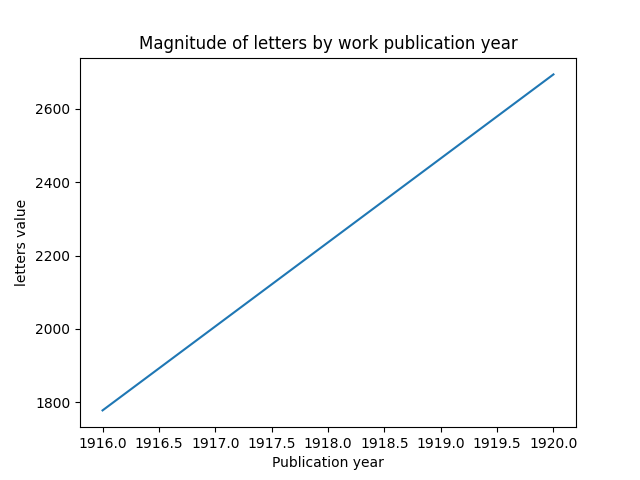 Magnitude of letters by work publication year
letters value
2600
2400
2200
2000
1800
1916.0 1916.5 1917.0 1917.5 1918.0 1918.5 1919.0 1919.5 1920.0
Publication year